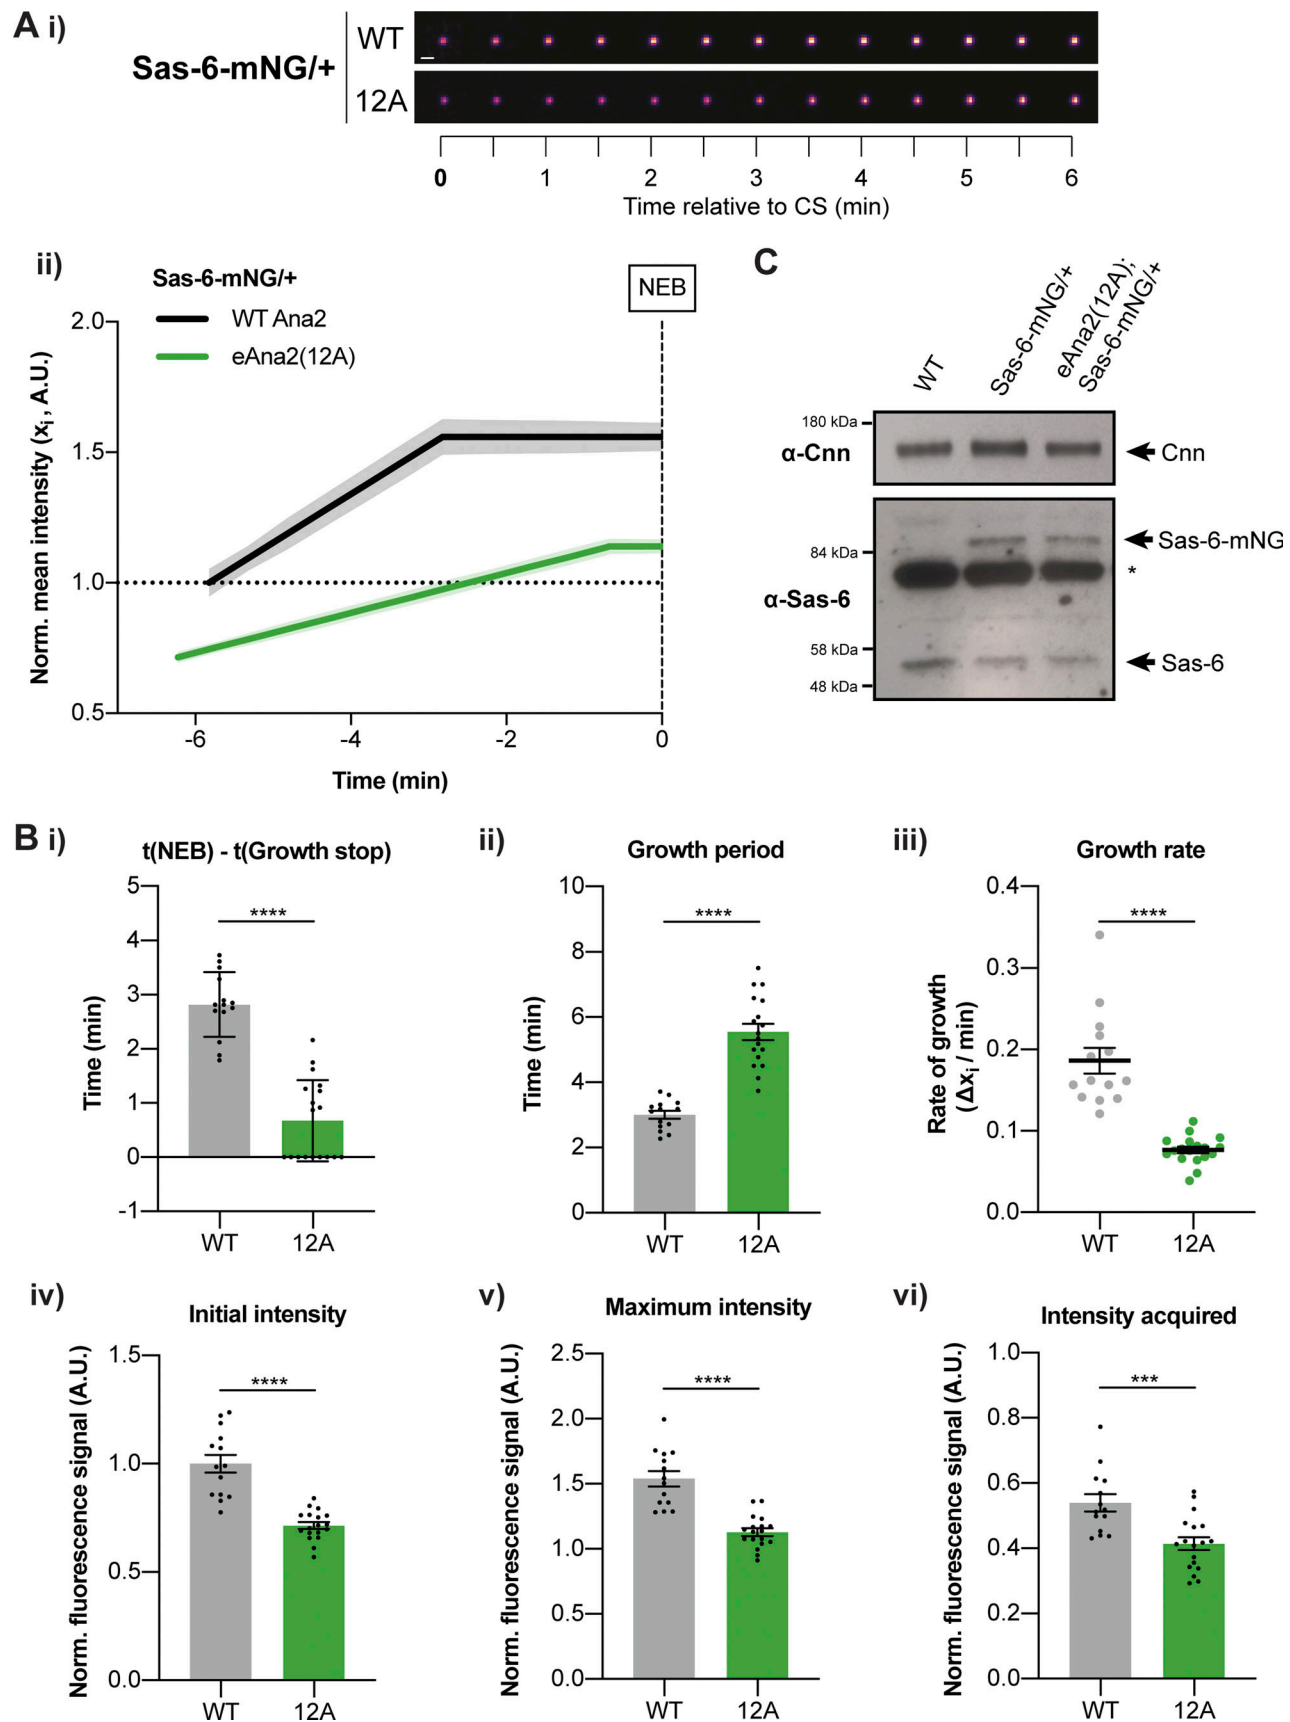 A i)
Sas-6-mNG/+
WT
12A
0 1 2 3 4 5 6
Time relative to CS (min)
ii)
Sas-6-mNG/+
WT Ana2
eAna2(12A)
NEB
Norm. mean intensity (xi , A.U.)
2.0
1.5
1.0
0.5
-6 -4 -2 0
Time (min)
C
WT
Sas-6-mNG/+
eAna2(12A);
Sas-6-mNG/+
180 kDa
α-Cnn
Cnn
84 kDa
Sas-6-mNG
*
α-Sas-6
58 kDa
Sas-6
48 kDa
B i)
t(NEB) - t(Growth stop)
Time (min)
5
4
3
2
1
0
-1
****
WT 12A
ii)
Growth period
Time (min)
10
8
6
4
2
0
****
WT 12A
iii)
Growth rate
Rate of growth
(Δxi / min)
0.4
0.3
0.2
0.1
0.0
****
WT 12A
iv)
Initial intensity
Norm. fluorescence signal (A.U.)
1.5
1.0
0.5
0.0
****
WT 12A
v)
Maximum intensity
Norm. fluorescence signal (A.U.)
2.5
2.0
1.5
1.0
0.5
0.0
****
WT 12A
vi)
Intensity acquired
Norm. fluorescence signal (A.U.)
1.0
0.8
0.6
0.4
0.2
0.0
***
WT 12A